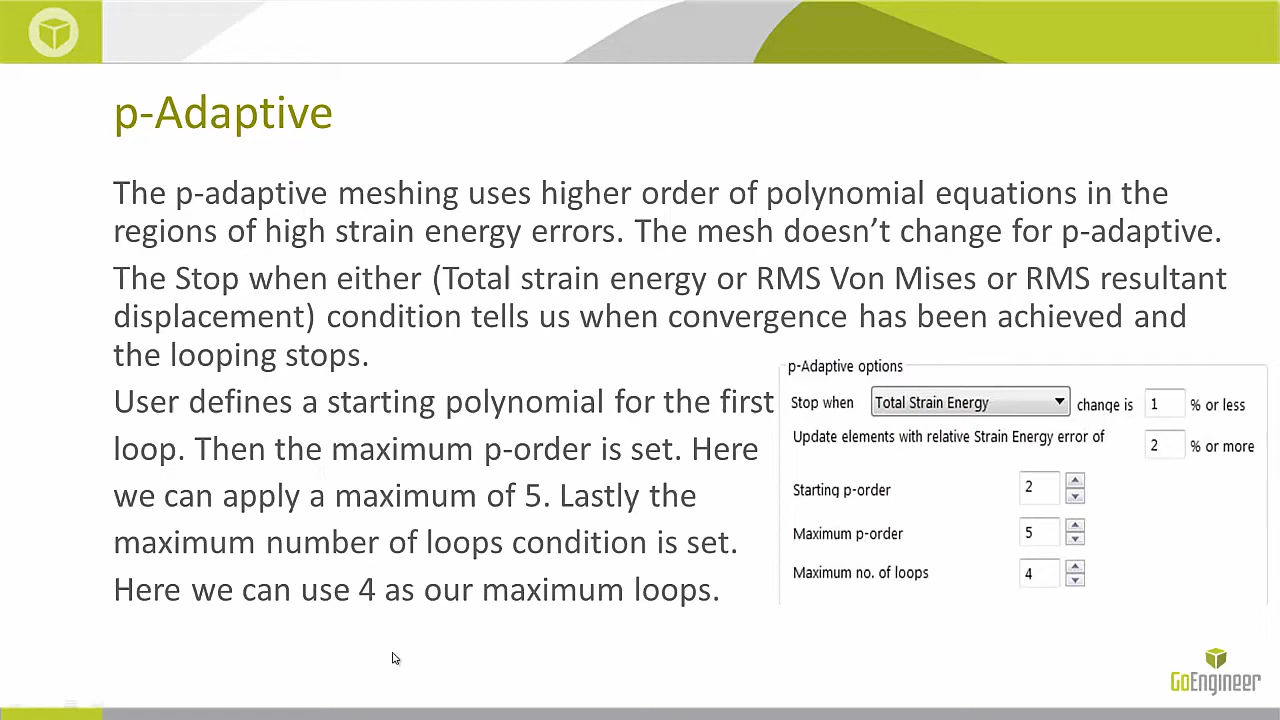 p-Adaptive
The p-adaptive meshing uses higher order of polynomial equations in the
regions of high strain energy errors. The mesh doesn’t change for p-adaptive.
The Stop when either (Total strain energy or RMS Von Mises or RMS resultant
displacement) condition tells us when convergence has been achieved and
the looping stops.
User defines a starting polynomial for the first
loop. Then the maximum p-order is set. Here
we can apply a maximum of 5. Lastly the
maximum number of loops condition is set.
Here we can use 4 as our maximum loops.
p-Adaptive options
Stop when Total Strain Energy change is 1 % or less
Update elements with relative Strain Energy error of 2 % or more
Starting p-order 2
Maximum p-order 5
Maximum no. of loops 4
GoEngineer